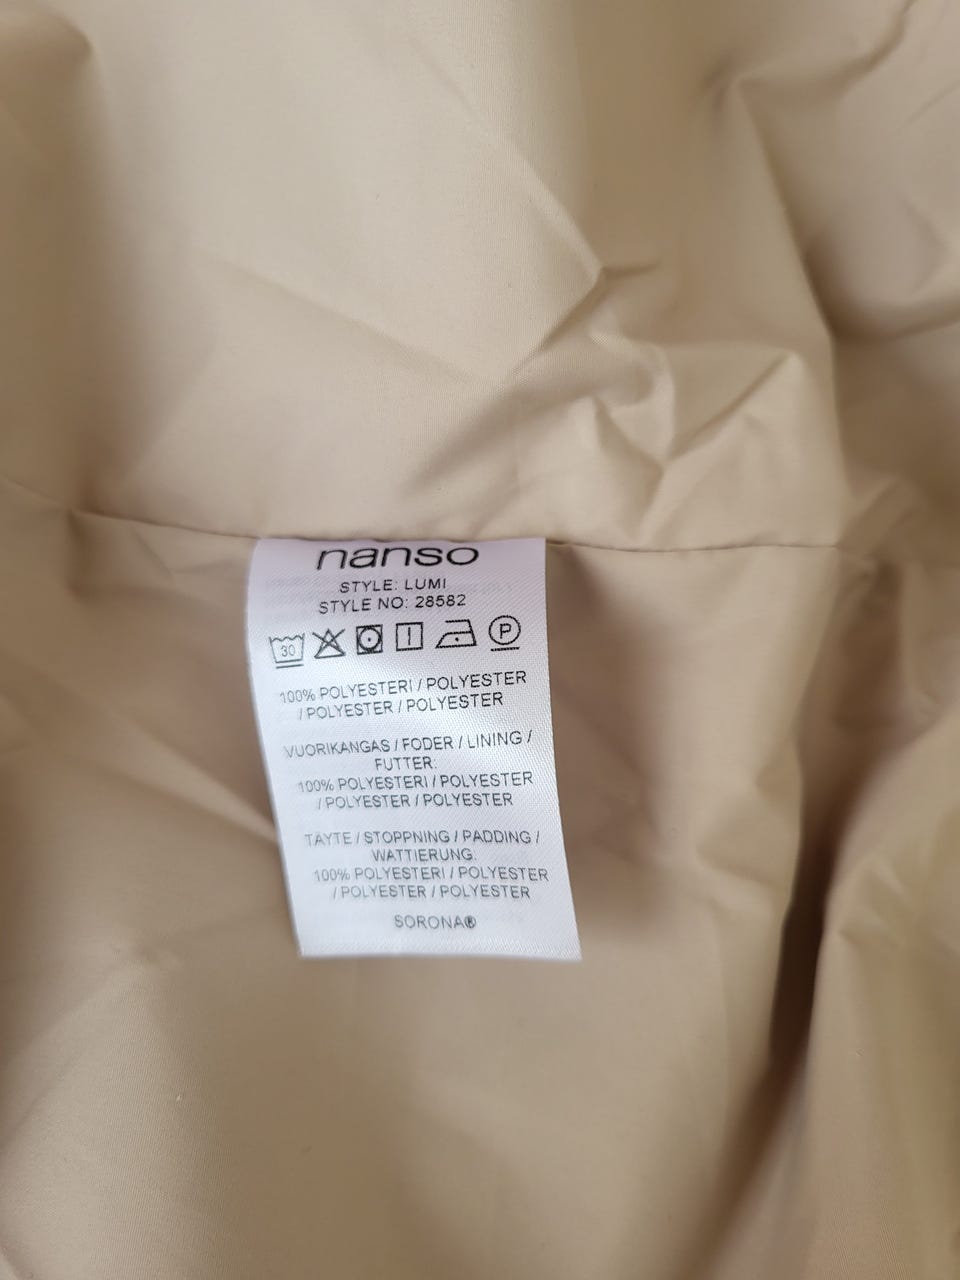 nanso
STYLE: LUMI
STYLE NO: 28582
30 P
100% POLYESTERI / POLYESTER
/ POLYESTER / POLYESTER
VUORIKANGAS / FODER / LINING /
FUTTER:
100% POLYESTERI / POLYESTER
/ POLYESTER / POLYESTER
TÄYTE / STOPPNING / PADDING /
WATTIERUNG:
100% POLYESTERI / POLYESTER
/ POLYESTER / POLYESTER
SORONA®